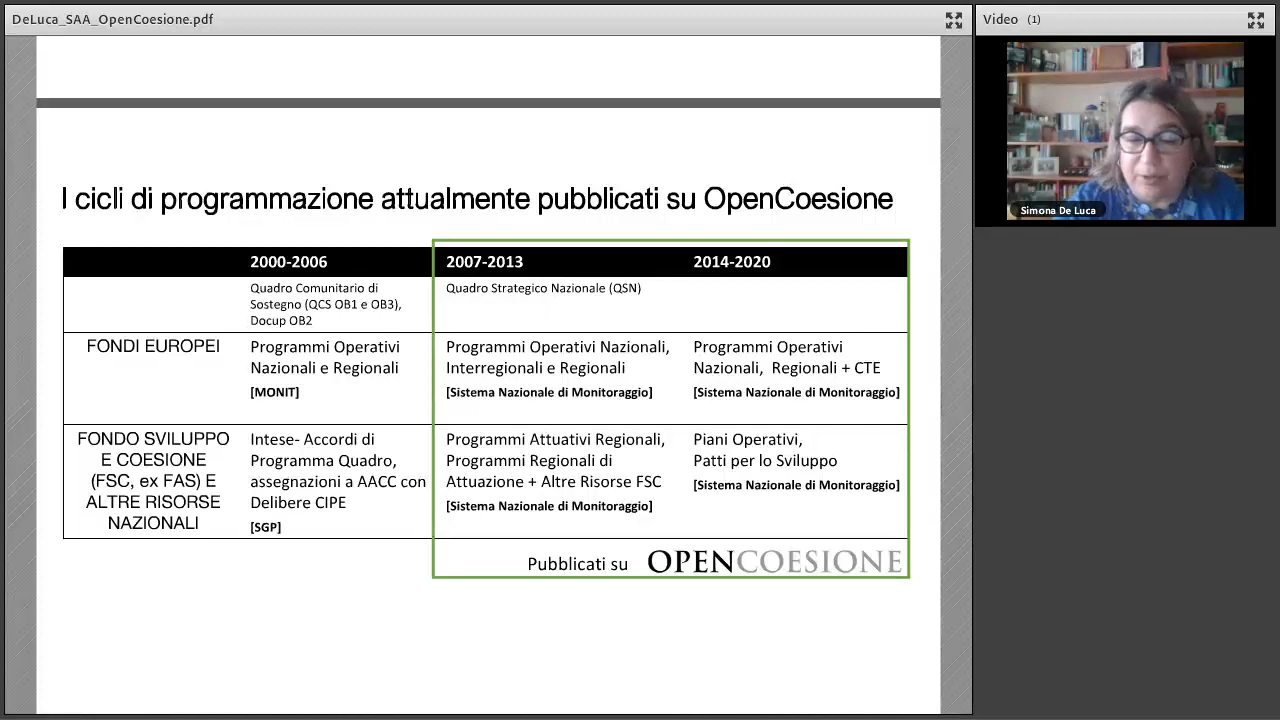 DeLuca_SAA_OpenCoesione.pdf
Video (1)
Simona De Luca
I cicli di programmazione attualmente pubblicati su OpenCoesione
2000-2006
2007-2013
2014-2020
Quadro Comunitario di
Sostegno (QCS OB1 e OB3),
Docup OB2
Quadro Strategico Nazionale (QSN)
FONDI EUROPEI
Programmi Operativi
Nazionali e Regionali
[MONIT]
Programmi Operativi Nazionali,
Interregionali e Regionali
[Sistema Nazionale di Monitoraggio]
Programmi Operativi
Nazionali, Regionali + CTE
[Sistema Nazionale di Monitoraggio]
FONDO SVILUPPO
E COESIONE
(FSC, ex FAS) E
ALTRE RISORSE
NAZIONALI
Intese- Accordi di
Programma Quadro,
assegnazioni a AACC con
Delibere CIPE
[SGP]
Programmi Attuativi Regionali,
Programmi Regionali di
Attuazione + Altre Risorse FSC
[Sistema Nazionale di Monitoraggio]
Piani Operativi,
Patti per lo Sviluppo
[Sistema Nazionale di Monitoraggio]
Pubblicati su OPENCOESIONE